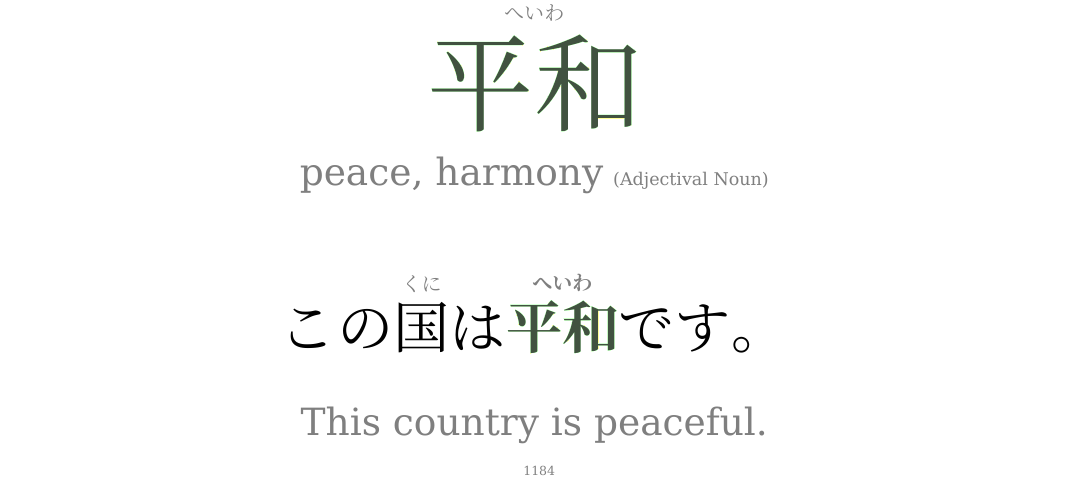 へいわ
平和
peace, harmony (Adjectival Noun)
くに へいわ
この国は平和です。
This country is peaceful.
1184